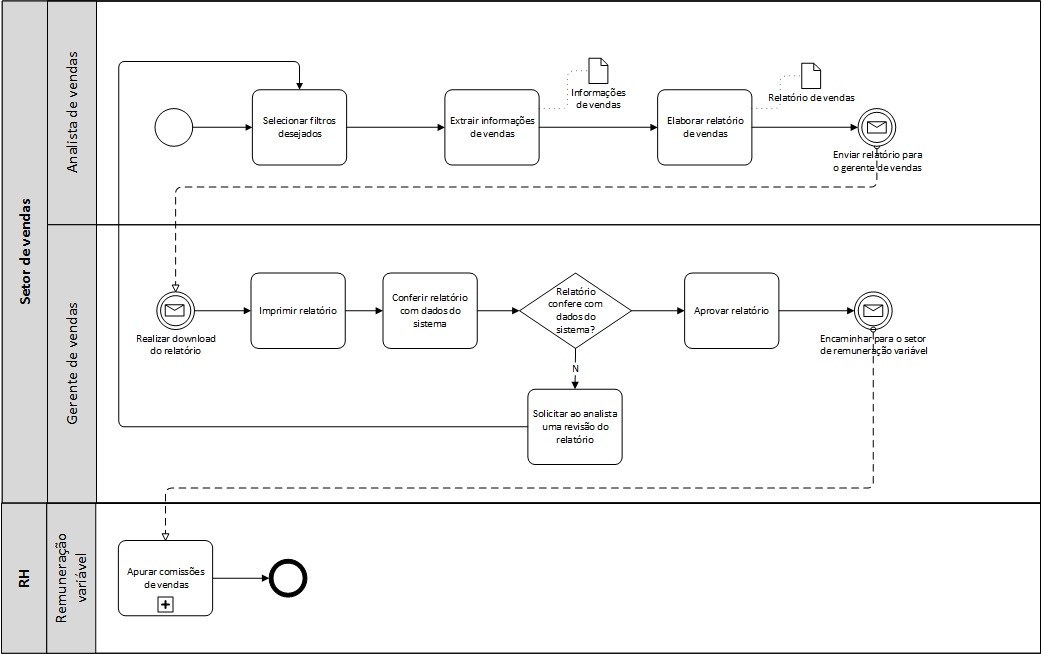 Setor de vendas
Analista de vendas
Selecionar filtros
desejados
Extrair informações
de vendas
Informações
de vendas
Elaborar relatório
de vendas
Relatório de vendas
Enviar relatório para
o gerente de vendas
Gerente de vendas
Realizar download
do relatório
Imprimir relatório
Conferir relatório
com dados do
sistema
Relatório
confere com
dados do
sistema?
N
Solicitar ao analista
uma revisão do
relatório
Aprovar relatório
Encaminhar para o setor
de remuneração variável
RH
Remuneração
variável
Apurar comissões
de vendas